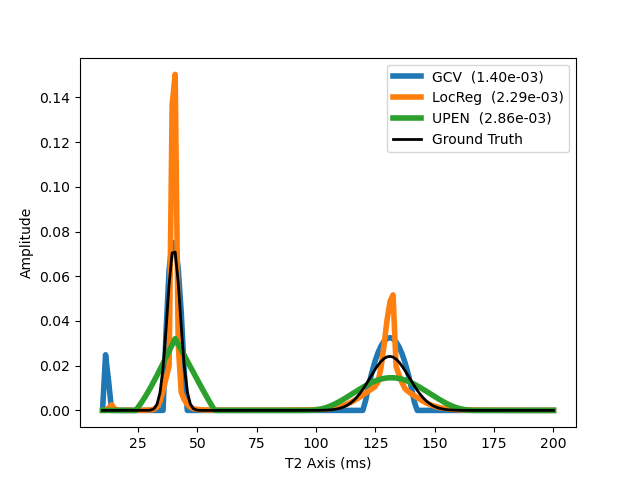 GCV (1.40e-03)
LocReg (2.29e-03)
UPEN (2.86e-03)
Ground Truth
Amplitude
0.14
0.12
0.10
0.08
0.06
0.04
0.02
0.00
25 50 75 100 125 150 175 200
T2 Axis (ms)